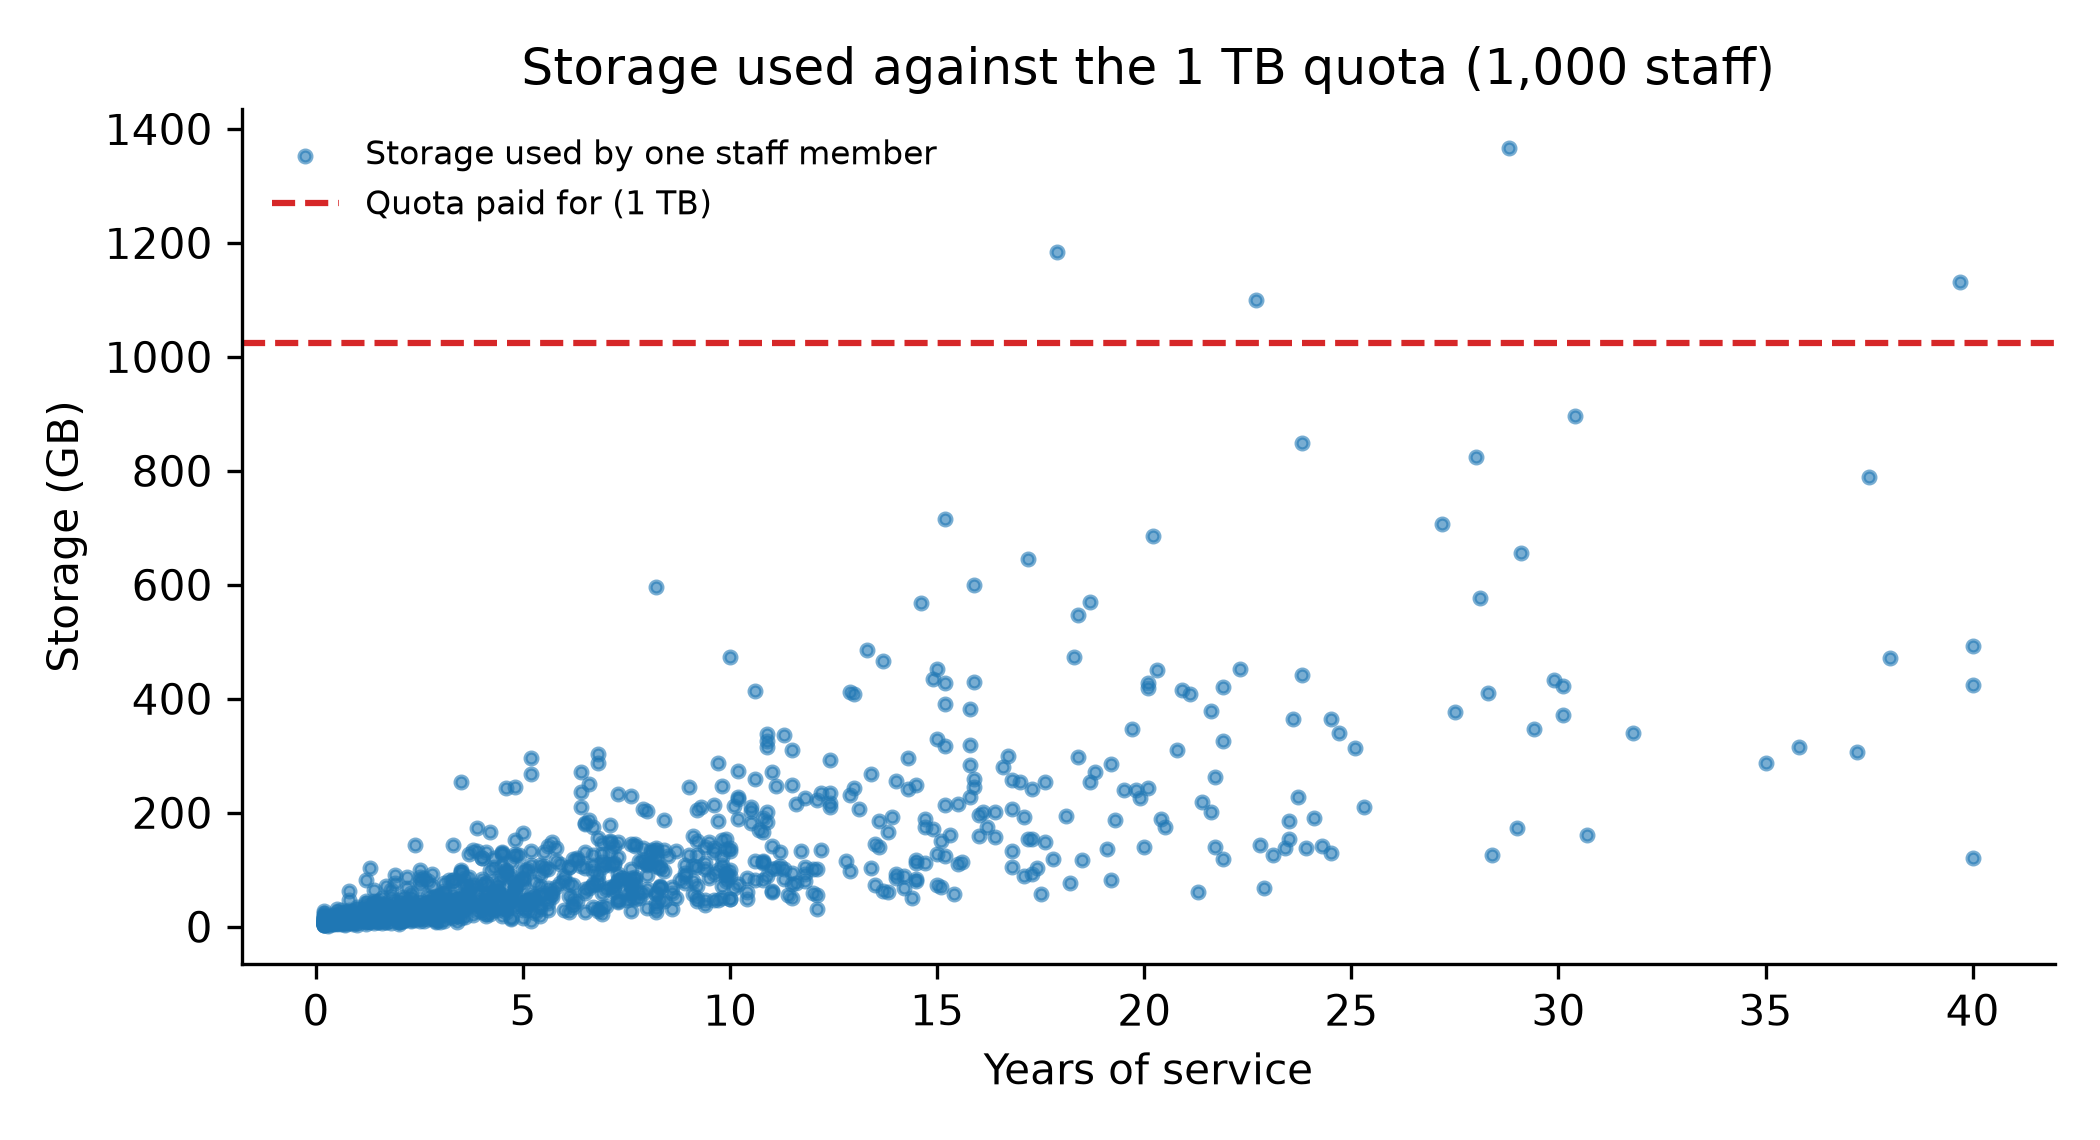 Storage used against the 1 TB quota (1,000 staff)
1400
1200
1000
800
600
400
200
0
Storage (GB)
Storage used by one staff member
Quota paid for (1 TB)
0 5 10 15 20 25 30 35 40
Years of service